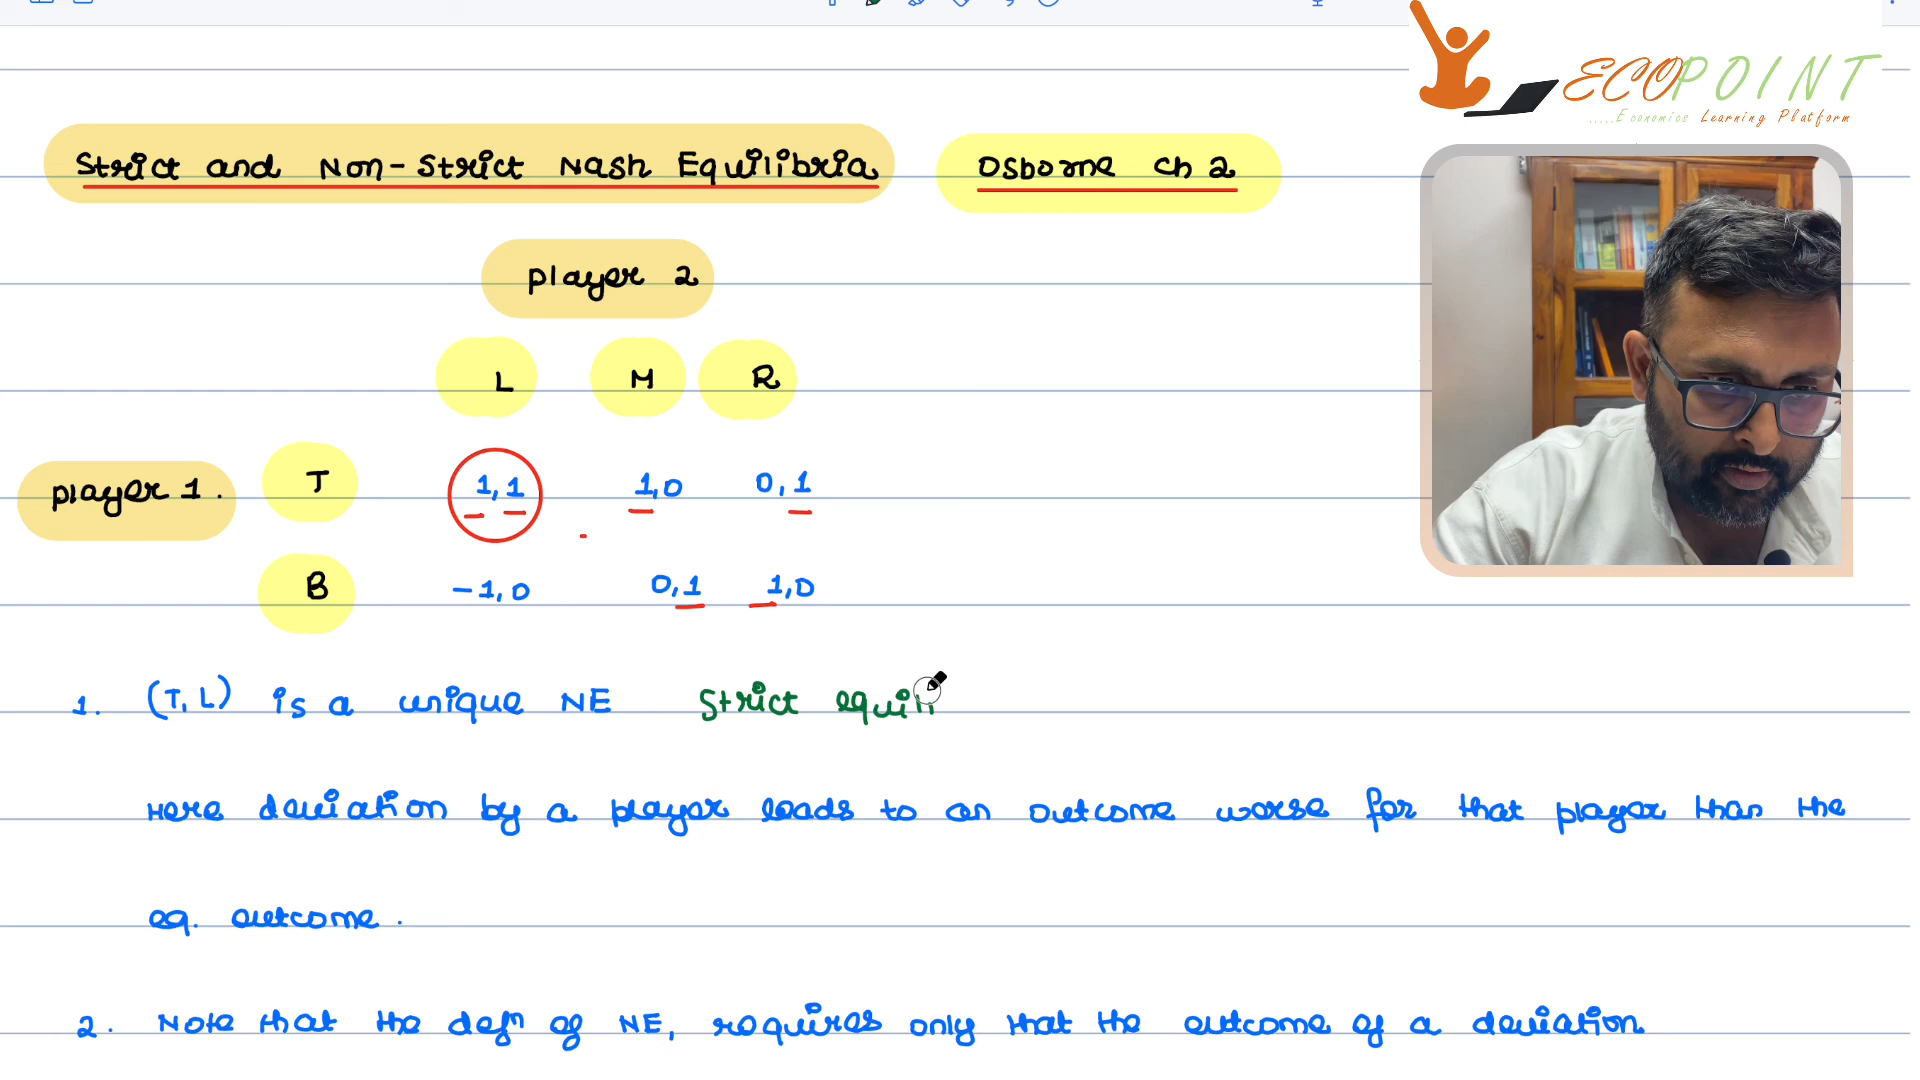 ECOPOINT
.....Economics Learning Platform
Strict and Non-Strict Nash Equilibria Osborne Ch 2
Player 2
L M R
Player 1. T 1,1 1,0 0,1
B -1,0 0,1 1,0
1. (T,L) is a unique NE Strict equili
Here deviation by a player leads to an outcome worse for that player than the
eq. outcome.
2. Note that the defn of NE, requires only that the outcome of a deviation